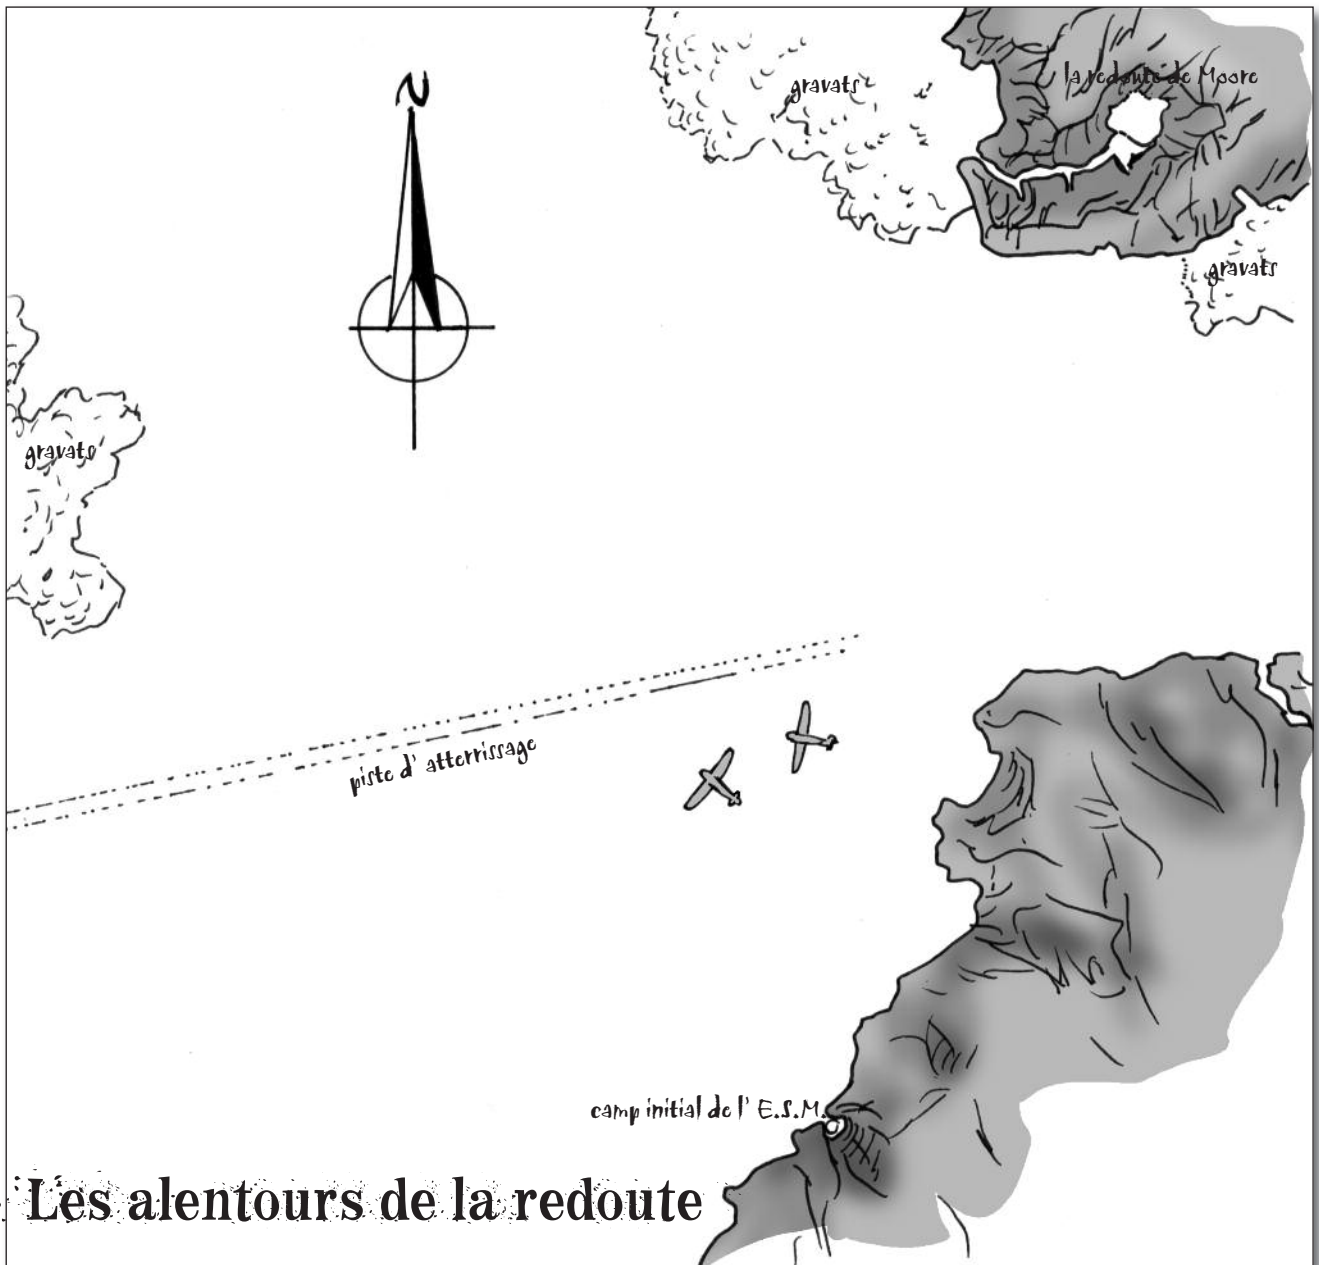 N
gravats
la redoute de Moore
gravats
gravats
piste d' atterrissage
camp initial de l' E.S.M.
Les alentours de la redoute